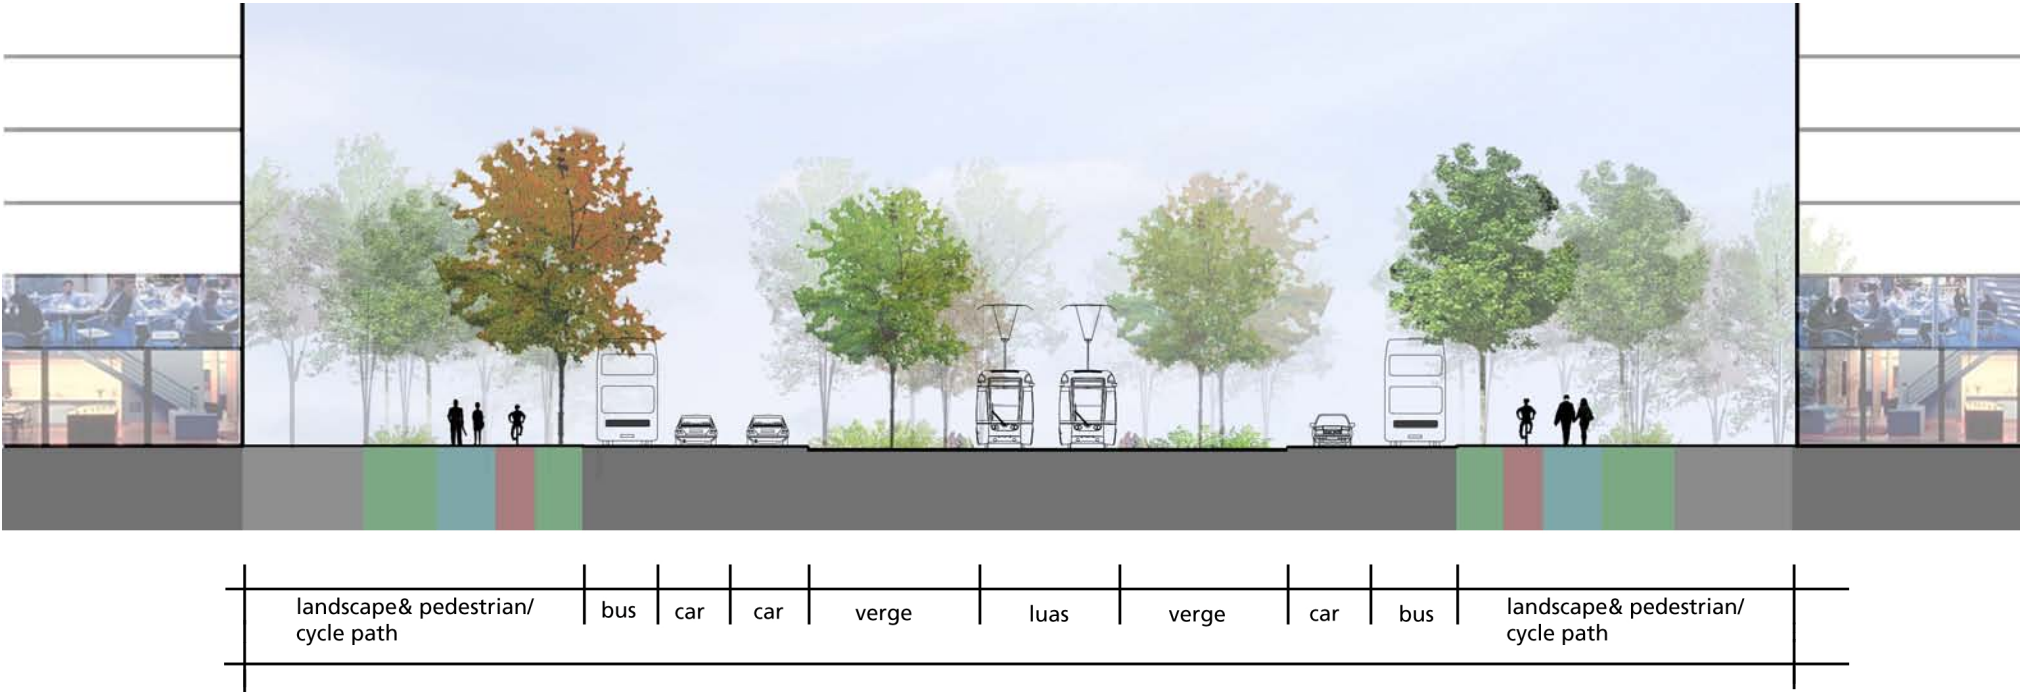 landscape& pedestrian/
cycle path
bus
car
car
verge
luas
verge
car
bus
landscape& pedestrian/
cycle path